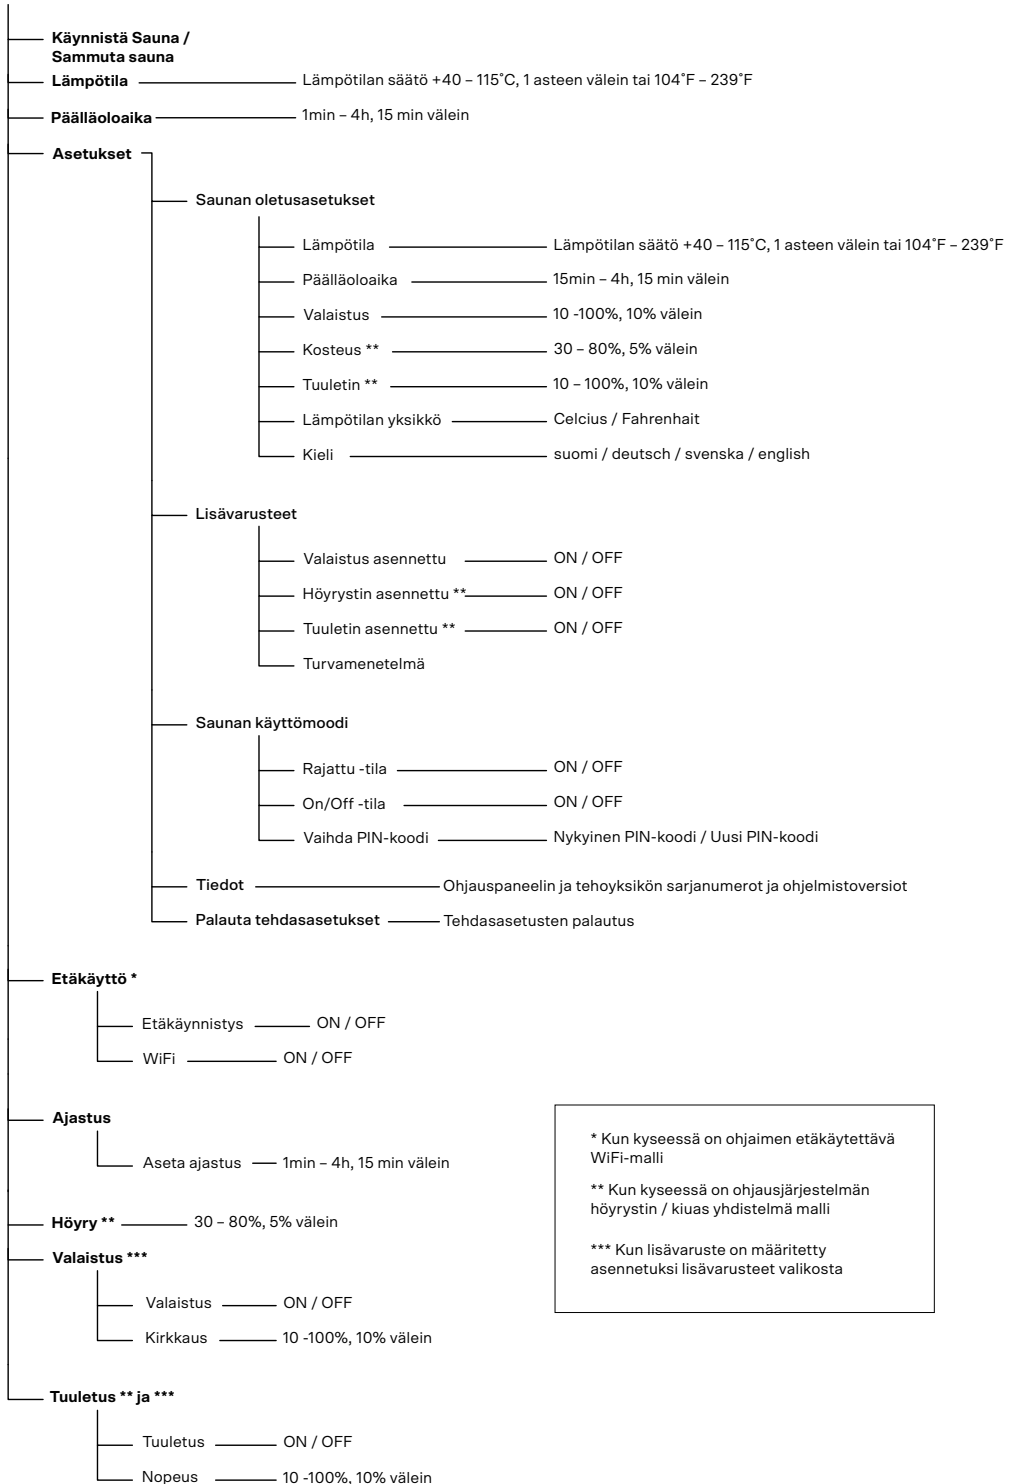 Käynnistä Sauna /
Sammuta sauna
Lämpötila Lämpötilan säätö +40 – 115˚C, 1 asteen välein tai 104˚F – 239˚F
Päälläoloaika 1min – 4h, 15 min välein
Asetukset
Saunan oletusasetukset
Lämpötila Lämpötilan säätö +40 – 115˚C, 1 asteen välein tai 104˚F – 239˚F
Päälläoloaika 15min – 4h, 15 min välein
Valaistus 10 -100%, 10% välein
Kosteus ** 30 – 80%, 5% välein
Tuuletin ** 10 – 100%, 10% välein
Lämpötilan yksikkö Celcius / Fahrenhait
Kieli suomi / deutsch / svenska / english
Lisävarusteet
Valaistus asennettu ON / OFF
Höyrystin asennettu ** ON / OFF
Tuuletin asennettu ** ON / OFF
Turvamenetelmä
Saunan käyttömoodi
Rajattu -tila ON / OFF
On/Off -tila ON / OFF
Vaihda PIN-koodi Nykyinen PIN-koodi / Uusi PIN-koodi
Tiedot Ohjauspaneelin ja tehoyksikön sarjanumerot ja ohjelmistoversiot
Palauta tehdasasetukset Tehdasasetusten palautus
Etäkäyttö *
Etäkäynnistys ON / OFF
WiFi ON / OFF
Ajastus
Aseta ajastus 1min – 4h, 15 min välein
Höyry ** 30 – 80%, 5% välein
Valaistus ***
Valaistus ON / OFF
Kirkkaus 10 -100%, 10% välein
Tuuletus ** ja ***
Tuuletus ON / OFF
Nopeus 10 -100%, 10% välein
* Kun kyseessä on ohjaimen etäkäytettävä
WiFi-malli
** Kun kyseessä on ohjausjärjestelmän
höyrystin / kiuas yhdistelmä malli
*** Kun lisävaruste on määritetty
asennetuksi lisävarusteet valikosta